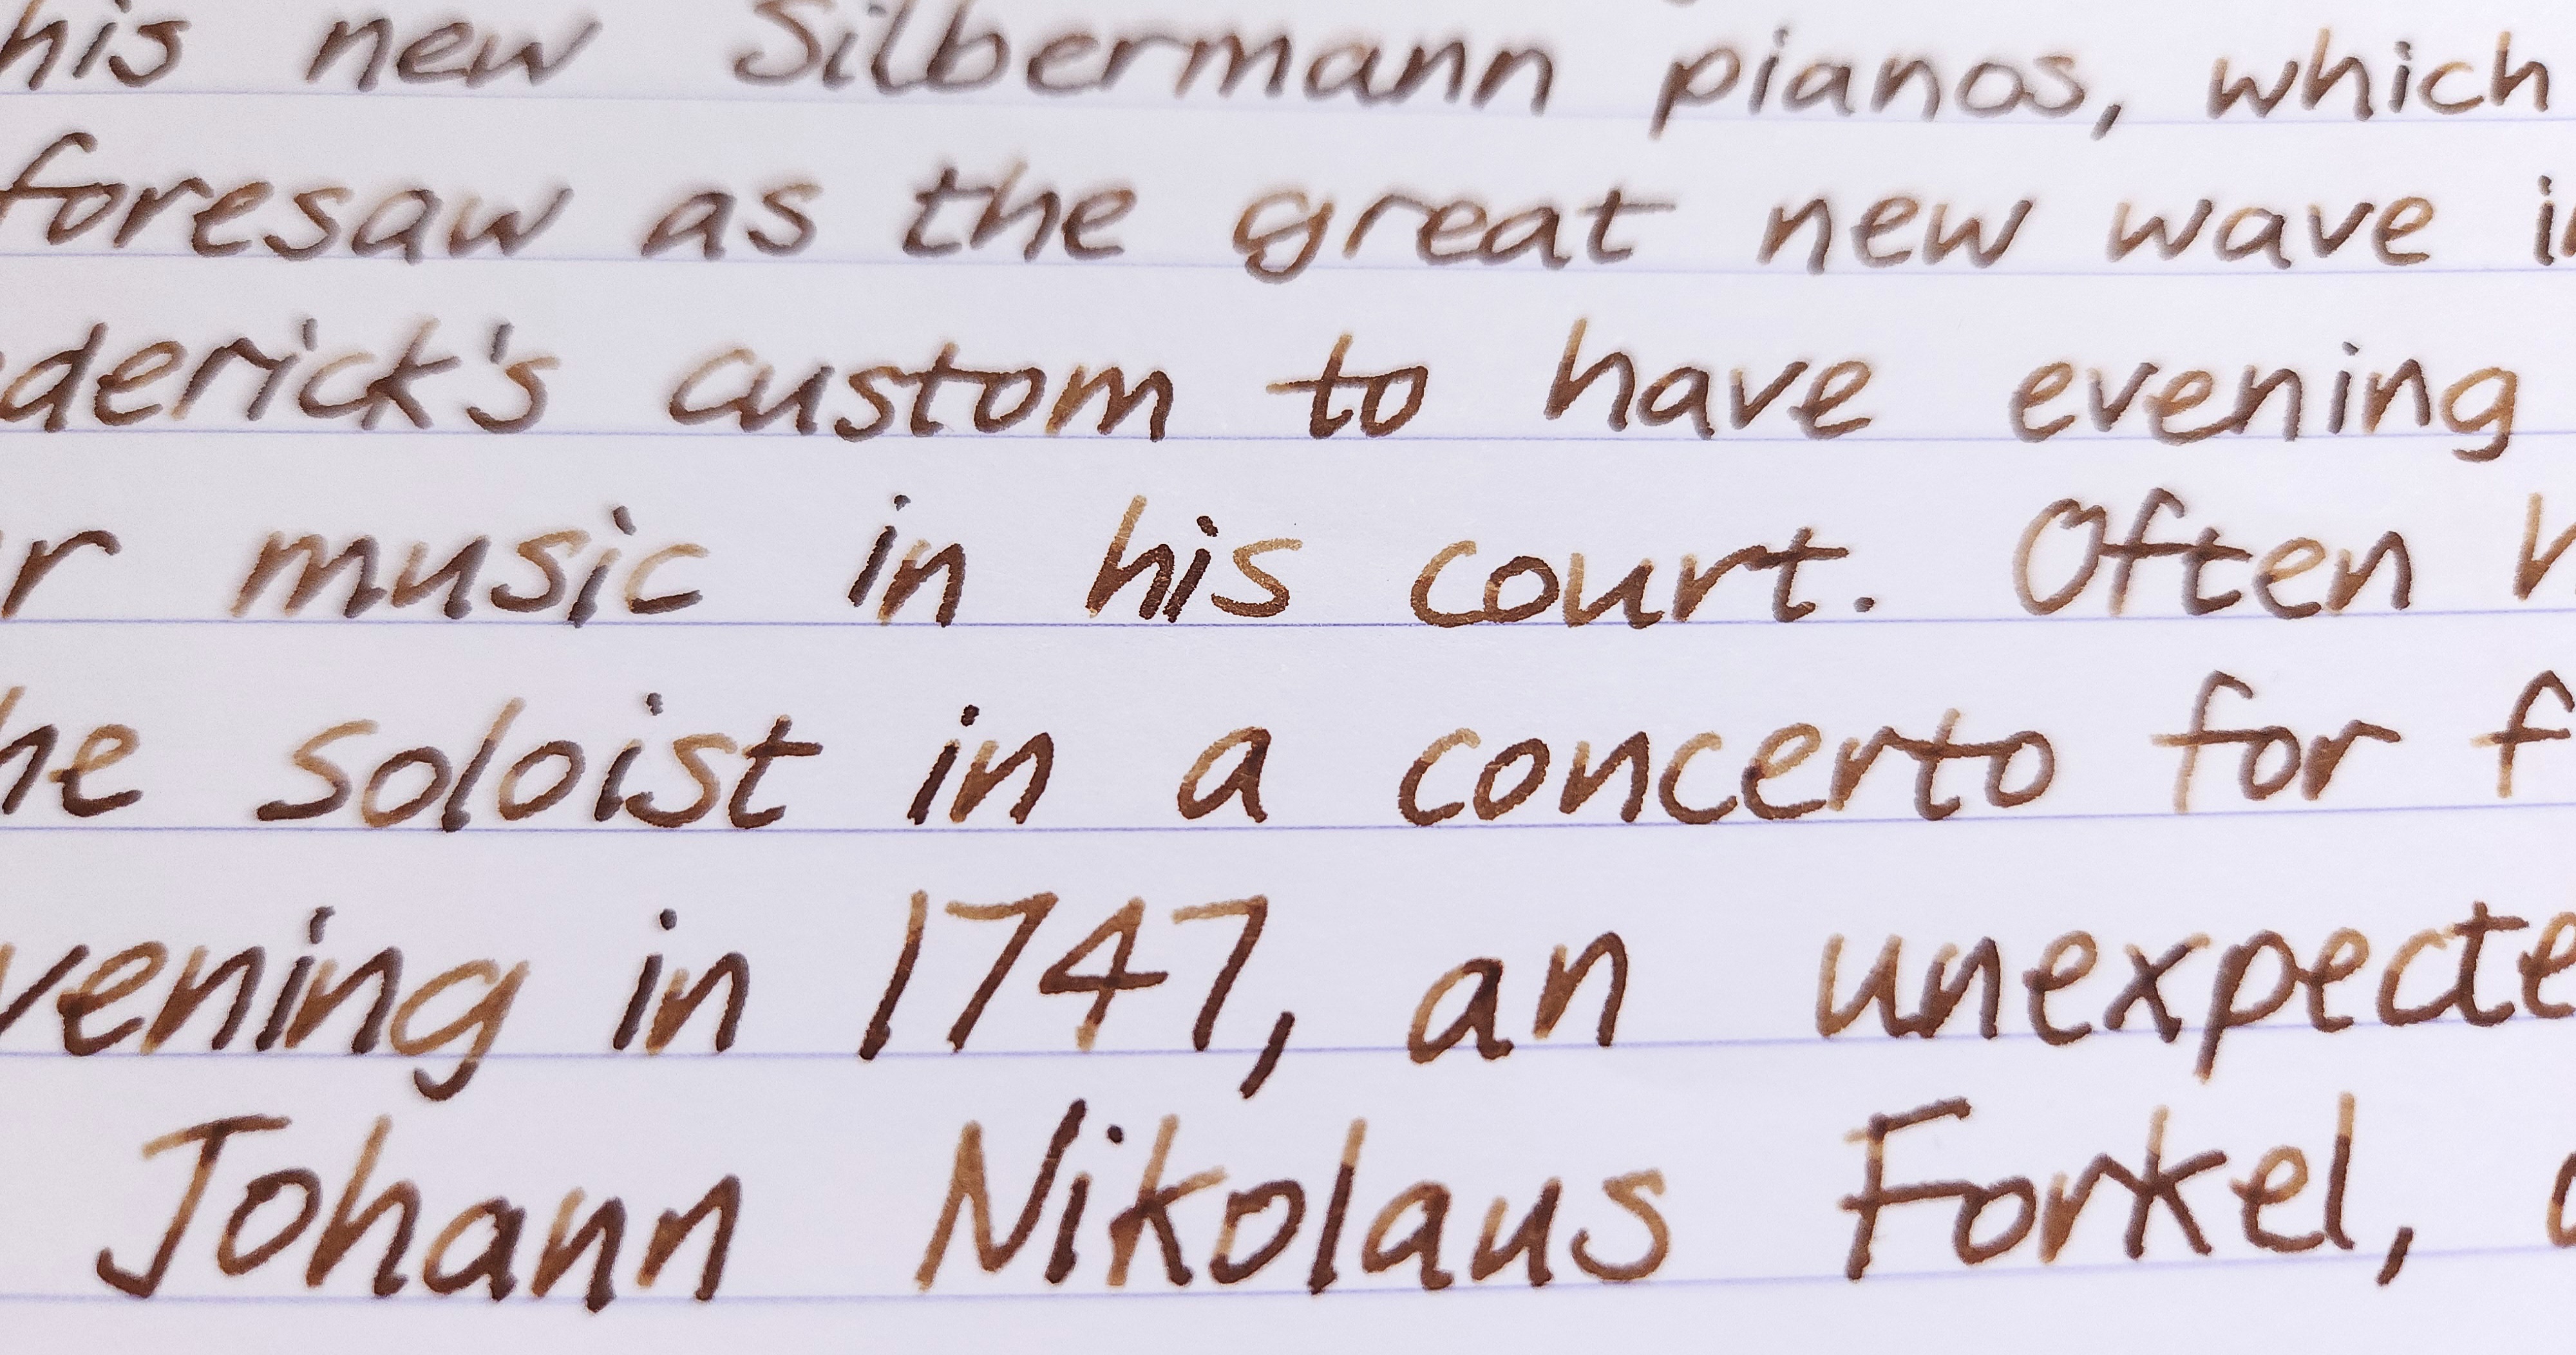 his new Silbermann pianos, which
foresaw as the great new wave in
derick's custom to have evening
r music in his court. Often h
he soloist in a concerto for f
vening in 1747, an unexpecte
Johann Nikolaus Forkel,